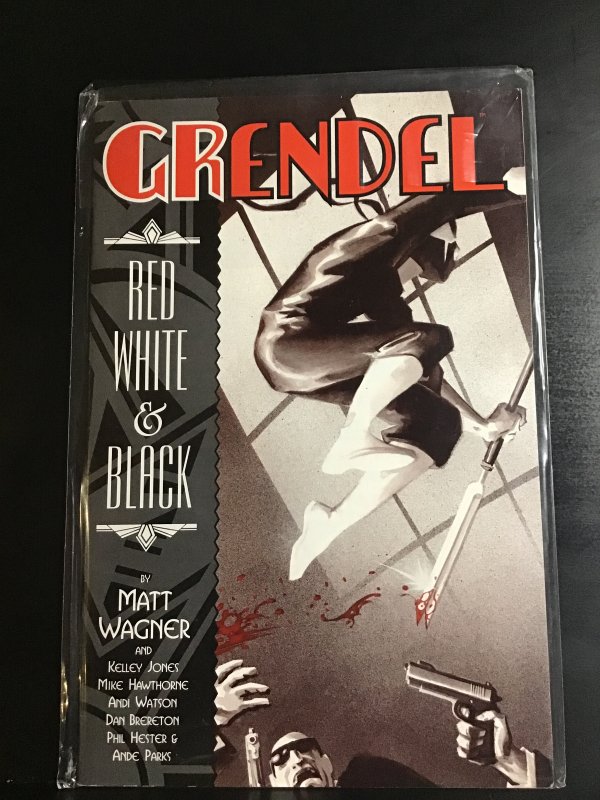 GRENDEL
RED
WHITE
&
BLACK
BY
MATT
WAGNER
AND
KELLEY JONES
MIKE HAWTHORNE
ANDI WATSON
DAN BRERETON
PHIL HESTER &
ANDE PARKS